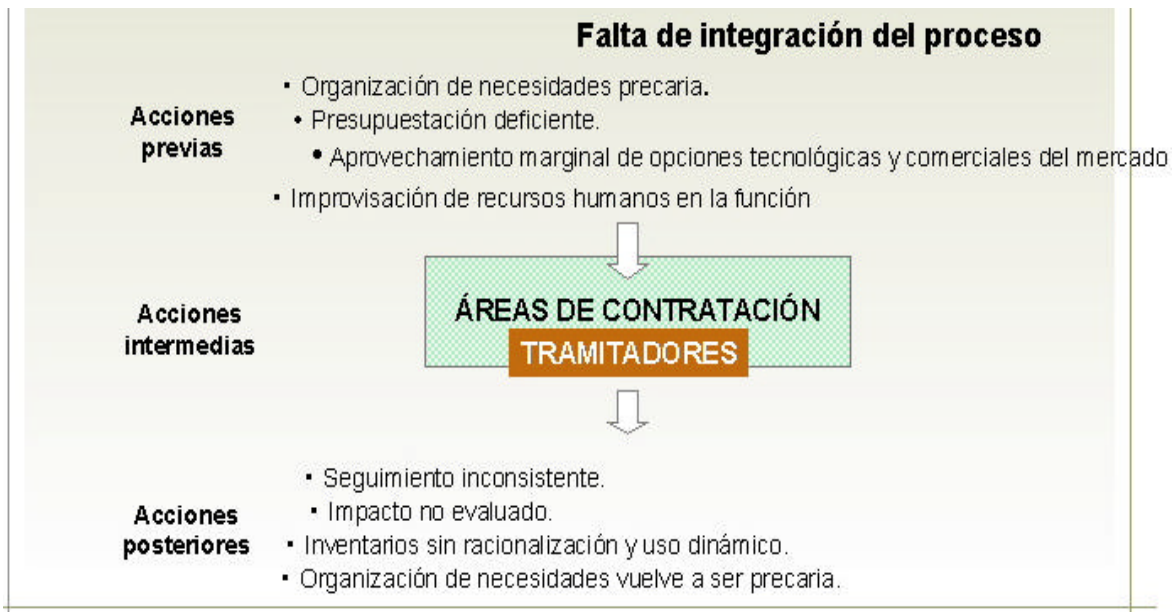 Falta de integración del proceso
Acciones
previas
▪ Organización de necesidades precaria.
• Presupuestación deficiente.
• Aprovechamiento marginal de opciones tecnológicas y comerciales del mercado
▪ Improvisación de recursos humanos en la función
Acciones
intermedias
ÁREAS DE CONTRATACIÓN
TRAMITADORES
Acciones
posteriores
▪ Seguimiento inconsistente.
▪ Impacto no evaluado.
▪ Inventarios sin racionalización y uso dinámico.
▪ Organización de necesidades vuelve a ser precaria.